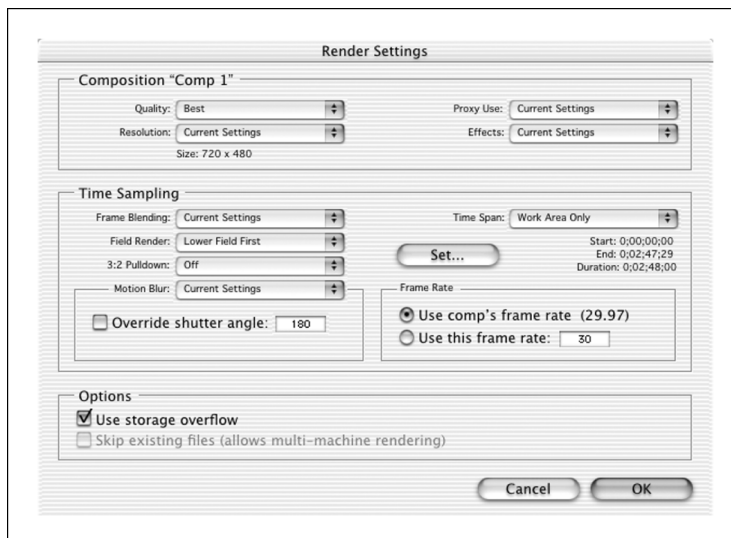 Render Settings
Composition “Comp 1”
Quality: Best
Resolution: Current Settings
Size: 720 x 480
Proxy Use: Current Settings
Effects: Current Settings
Time Sampling
Frame Blending: Current Settings
Field Render: Lower Field First
3:2 Pulldown: Off
Motion Blur: Current Settings
Override shutter angle: 180
Time Span: Work Area Only
Set...
Start: 0;00;00;00
End: 0;02;47;29
Duration: 0;02;48;00
Frame Rate
Use comp's frame rate (29.97)
Use this frame rate: 30
Options
Use storage overflow
Skip existing files (allows multi-machine rendering)
Cancel
OK